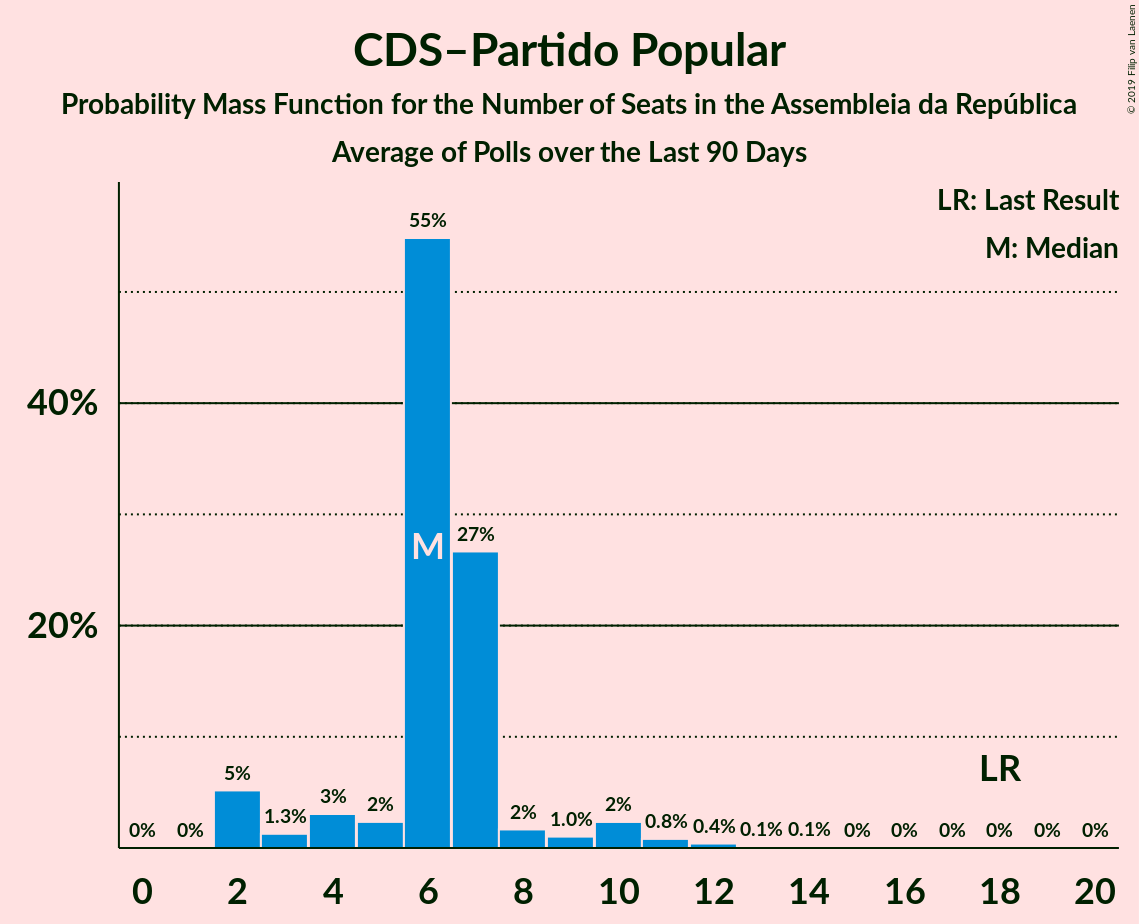 CDS–Partido Popular
Probability Mass Function for the Number of Seats in the Assembleia da República
Average of Polls over the Last 90 Days
© 2019 Filip van Laenen
LR: Last Result
M: Median
55%
40%
27%
M
20%
LR
0% 0% 5% 1.3% 3% 2% 2% 1.0% 2% 0.8% 0.4% 0.1% 0.1% 0% 0% 0% 0% 0% 0%
0 2 4 6 8 10 12 14 16 18 20